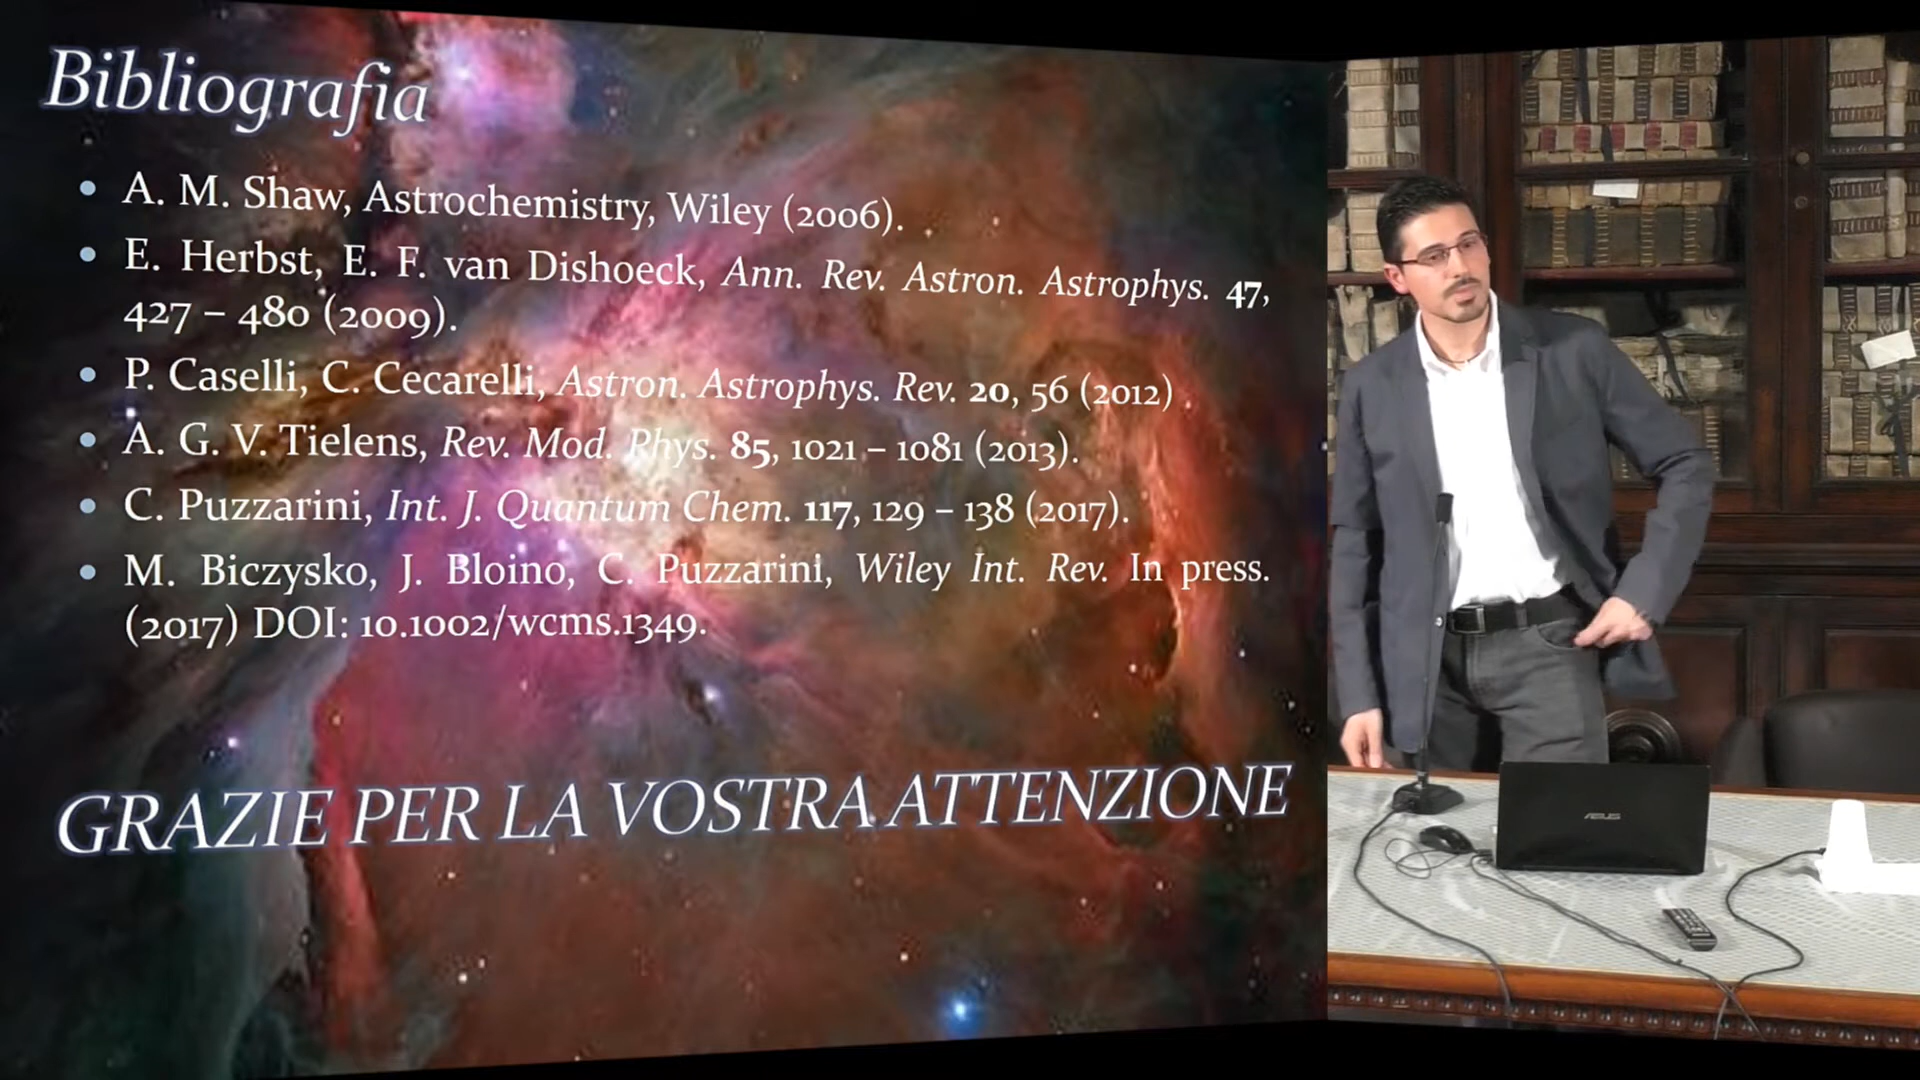 Bibliografia
• A. M. Shaw, Astrochemistry, Wiley (2006).
• E. Herbst, E. F. van Dishoeck, Ann. Rev. Astron. Astrophys. 47,
427 – 480 (2009).
• P. Caselli, C. Cecarelli, Astron. Astrophys. Rev. 20, 56 (2012) .
• A. G. V. Tielens, Rev. Mod. Phys. 85, 1021 – 1081 (2013).
• C. Puzzarini, Int. J. Quantum Chem. 117, 129 – 138 (2017).
• M. Biczysko, J. Bloino, C. Puzzarini, Wiley Int. Rev. In press.
(2017) DOI: 10.1002/wcms.1349.
GRAZIE PER LA VOSTRA ATTENZIONE
ASUS